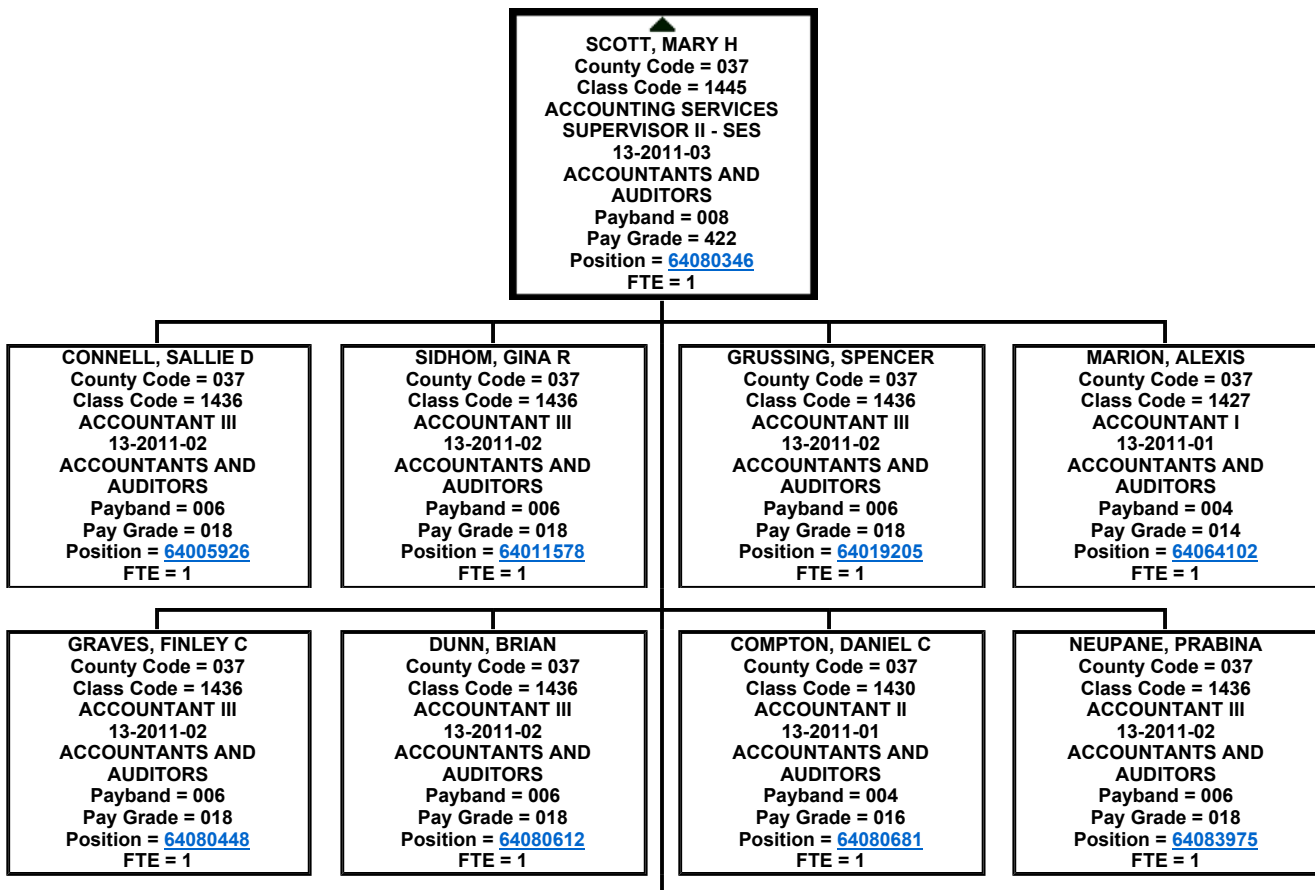 SCOTT, MARY H
County Code = 037
Class Code = 1445
ACCOUNTING SERVICES
SUPERVISOR II - SES
13-2011-03
ACCOUNTANTS AND
AUDITORS
Payband = 008
Pay Grade = 422
Position = 64080346
FTE = 1
CONNELL, SALLIE D
County Code = 037
Class Code = 1436
ACCOUNTANT III
13-2011-02
ACCOUNTANTS AND
AUDITORS
Payband = 006
Pay Grade = 018
Position = 64005926
FTE = 1
SIDHOM, GINA R
County Code = 037
Class Code = 1436
ACCOUNTANT III
13-2011-02
ACCOUNTANTS AND
AUDITORS
Payband = 006
Pay Grade = 018
Position = 64011578
FTE = 1
GRUSSING, SPENCER
County Code = 037
Class Code = 1436
ACCOUNTANT III
13-2011-02
ACCOUNTANTS AND
AUDITORS
Payband = 006
Pay Grade = 018
Position = 64019205
FTE = 1
MARION, ALEXIS
County Code = 037
Class Code = 1427
ACCOUNTANT I
13-2011-01
ACCOUNTANTS AND
AUDITORS
Payband = 004
Pay Grade = 014
Position = 64064102
FTE = 1
GRAVES, FINLEY C
County Code = 037
Class Code = 1436
ACCOUNTANT III
13-2011-02
ACCOUNTANTS AND
AUDITORS
Payband = 006
Pay Grade = 018
Position = 64080448
FTE = 1
DUNN, BRIAN
County Code = 037
Class Code = 1436
ACCOUNTANT III
13-2011-02
ACCOUNTANTS AND
AUDITORS
Payband = 006
Pay Grade = 018
Position = 64080612
FTE = 1
COMPTON, DANIEL C
County Code = 037
Class Code = 1430
ACCOUNTANT II
13-2011-01
ACCOUNTANTS AND
AUDITORS
Payband = 004
Pay Grade = 016
Position = 64080681
FTE = 1
NEUPANE, PRABINA
County Code = 037
Class Code = 1436
ACCOUNTANT III
13-2011-02
ACCOUNTANTS AND
AUDITORS
Payband = 006
Pay Grade = 018
Position = 64083975
FTE = 1